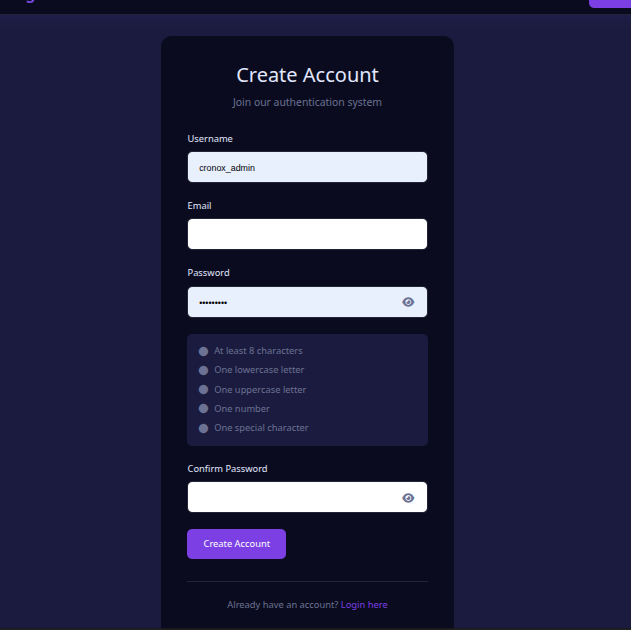 Create Account
Join our authentication system
Username
cronox_admin
Email
Password
•••••••••
At least 8 characters
One lowercase letter
One uppercase letter
One number
One special character
Confirm Password
Create Account
Already have an account? Login here